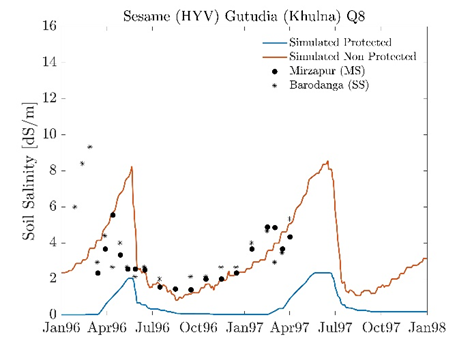 Sesame (HYV) Gutudia (Khulna) Q8
Simulated Protected
Simulated Non Protected
Mirzapur (MS)
Barodanga (SS)
Soil Salinity [dS/m]
16
14
12
10
8
6
4
2
0
Jan96 Apr96 Jul96 Oct96 Jan97 Apr97 Jul97 Oct97 Jan98